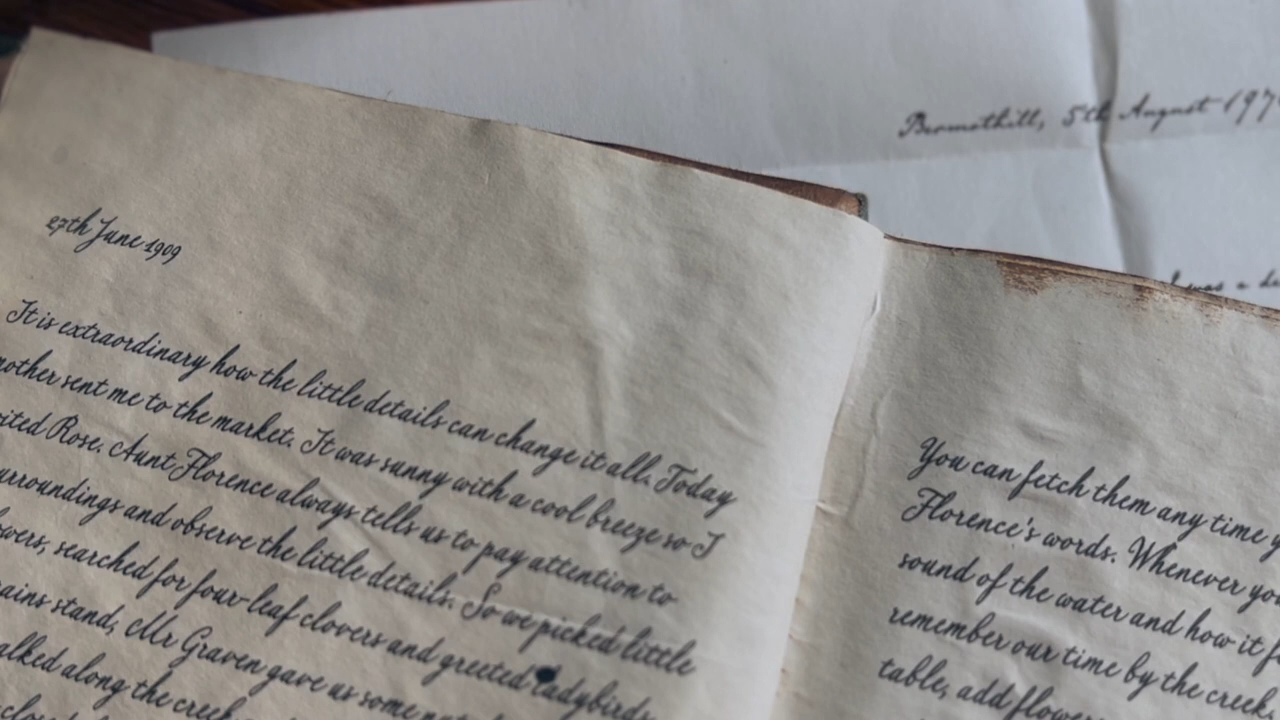 5th August 197
was a
27th June 1909
It is extraordinary how the little details can change it all. Today
mother sent me to the market. It was sunny with a cool breeze so I
Rose. Aunt Florence always tells us to pay attention to
surroundings and observe the little details. So we picked little
searched for four-leaf clovers and greeted ladybirds.
stand, Mr Graven gave us some
walked along the creek
You can fetch them any time
Florence's words. Whenever you
sound of the water and how it
remember our time by the creek.
table, add